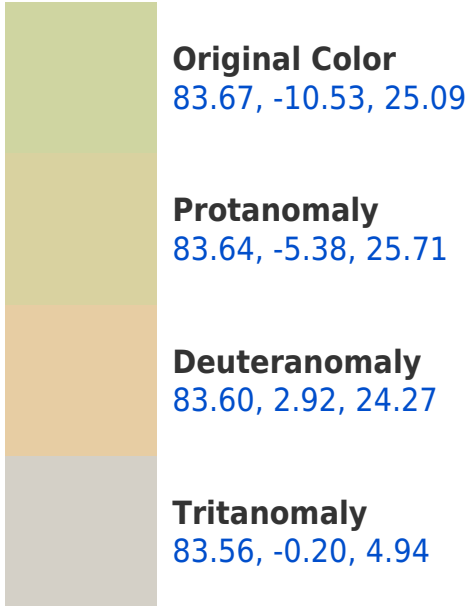 Original Color
83.67, -10.53, 25.09
Protanomaly
83.64, -5.38, 25.71
Deuteranomaly
83.60, 2.92, 24.27
Tritanomaly
83.56, -0.20, 4.94